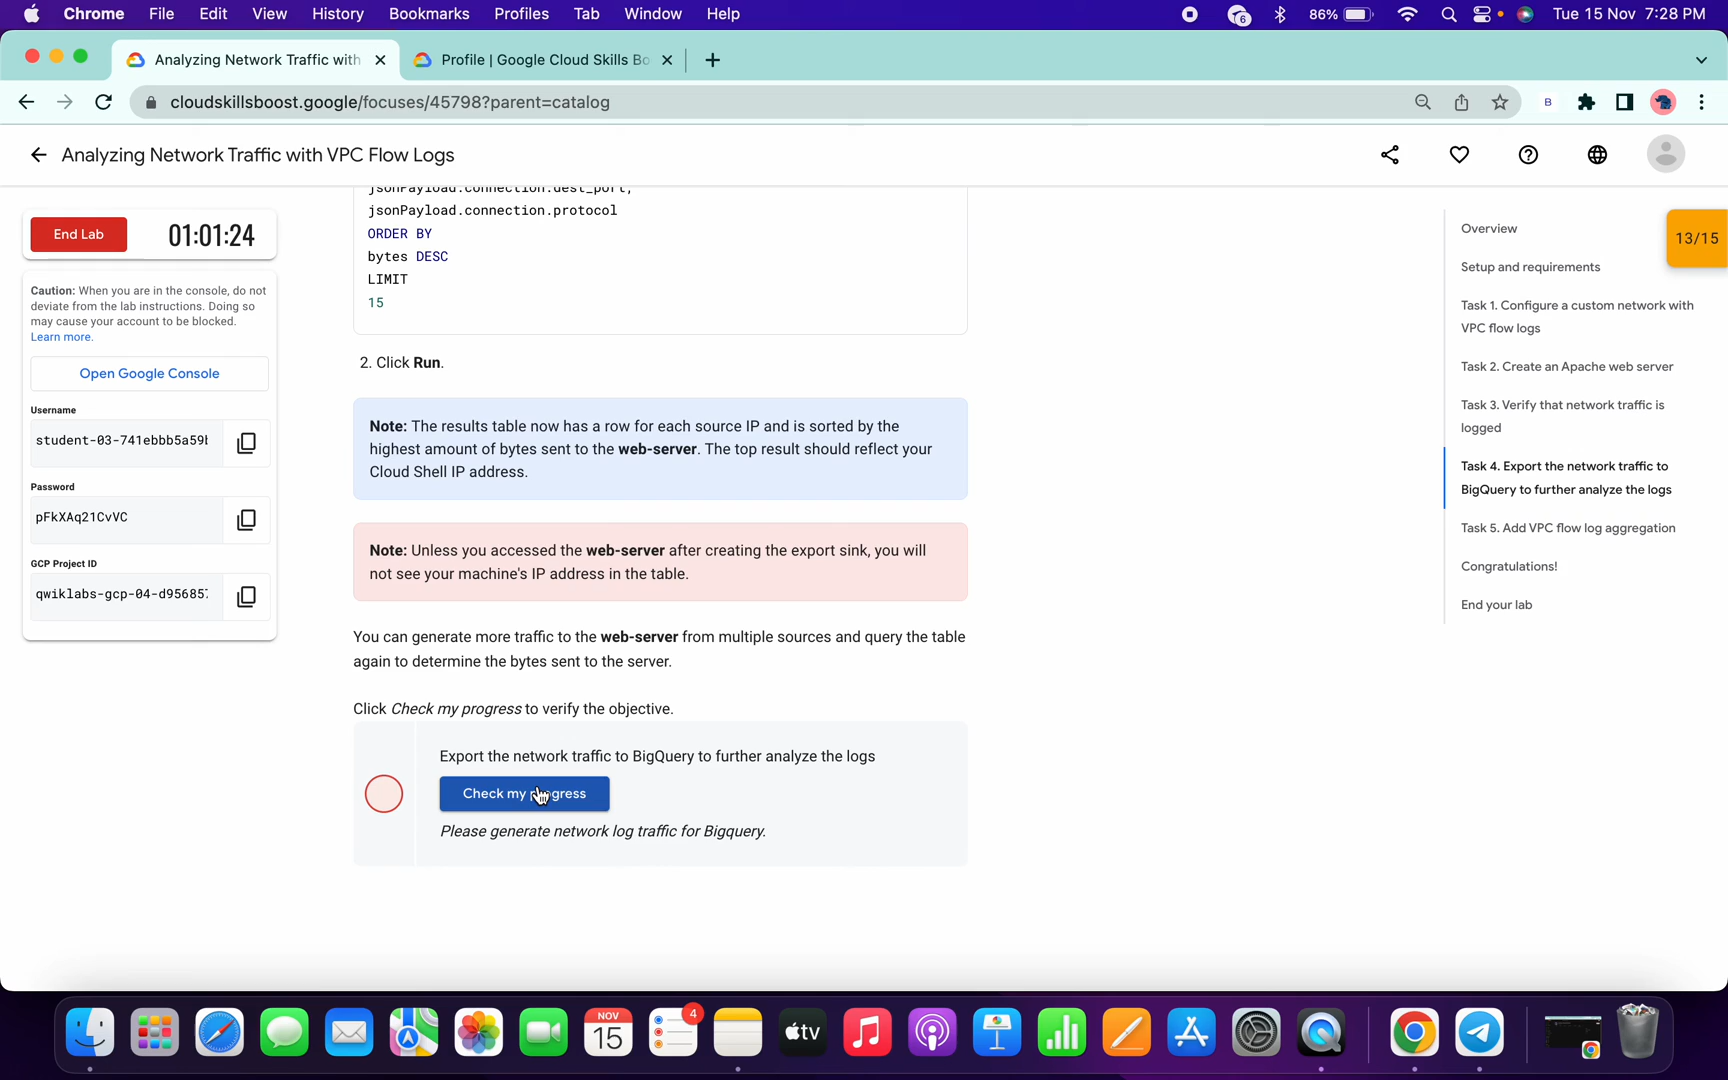 Chrome File Edit View History Bookmarks Profiles Tab Window Help 6 86% Tue 15 Nov 7:28 PM
Analyzing Network Traffic with Profile | Google Cloud Skills Bo
cloudskillsboost.google/focuses/45798?parent=catalog B
Analyzing Network Traffic with VPC Flow Logs
End Lab 01:01:24
Caution: When you are in the console, do not
deviate from the lab instructions. Doing so
may cause your account to be blocked.
Learn more.
Open Google Console
Username
student-03-741ebbb5a59
Password
pFkXAq21CvVC
GCP Project ID
qwiklabs-gcp-04-d95685
jsonPayload.connection.dest_port,
jsonPayload.connection.protocol
ORDER BY
bytes DESC
LIMIT
15
2. Click Run.
Note: The results table now has a row for each source IP and is sorted by the
highest amount of bytes sent to the web-server. The top result should reflect your
Cloud Shell IP address.
Note: Unless you accessed the web-server after creating the export sink, you will
not see your machine's IP address in the table.
You can generate more traffic to the web-server from multiple sources and query the table
again to determine the bytes sent to the server.
Click Check my progress to verify the objective.
Export the network traffic to BigQuery to further analyze the logs
Check my progress
Please generate network log traffic for Bigquery.
Overview
Setup and requirements
Task 1. Configure a custom network with
VPC flow logs
Task 2. Create an Apache web server
Task 3. Verify that network traffic is
logged
Task 4. Export the network traffic to
BigQuery to further analyze the logs
Task 5. Add VPC flow log aggregation
Congratulations!
End your lab
13/15
NOV
15
4
tv